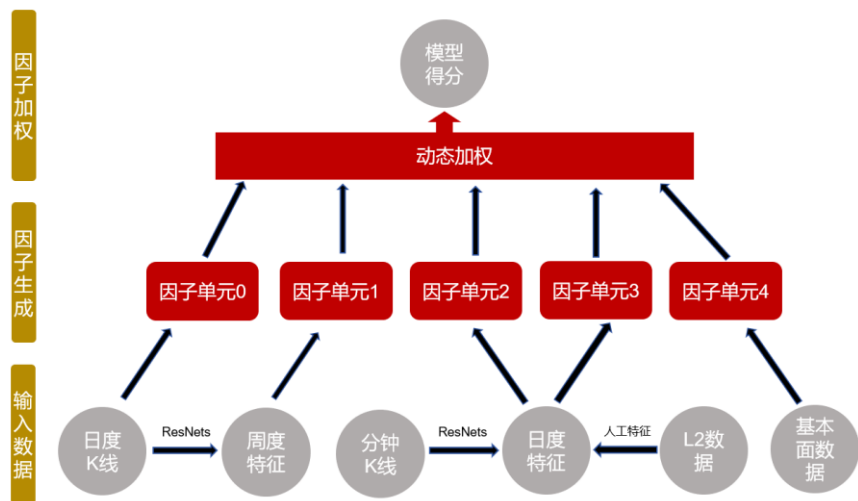 因子加权
模型
得分
动态加权
因子生成
因子单元0
因子单元1
因子单元2
因子单元3
因子单元4
输入数据
日度
K线
ResNets
周度
特征
分钟
K线
ResNets
日度
特征
人工特征
L2数
据
基本
面数
据